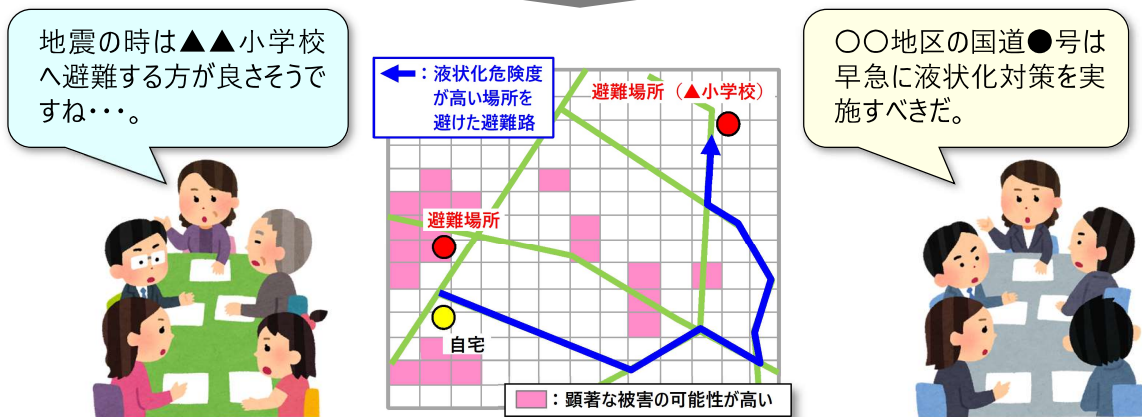 地震の時は▲▲小学校
へ避難する方が良さそうで
すね・・・。
：液状化危険度
が高い場所を
避けた避難路
避難場所（▲小学校）
避難場所
自宅
：顕著な被害の可能性が高い
〇〇地区の国道●号は
早急に液状化対策を実
施すべきだ。